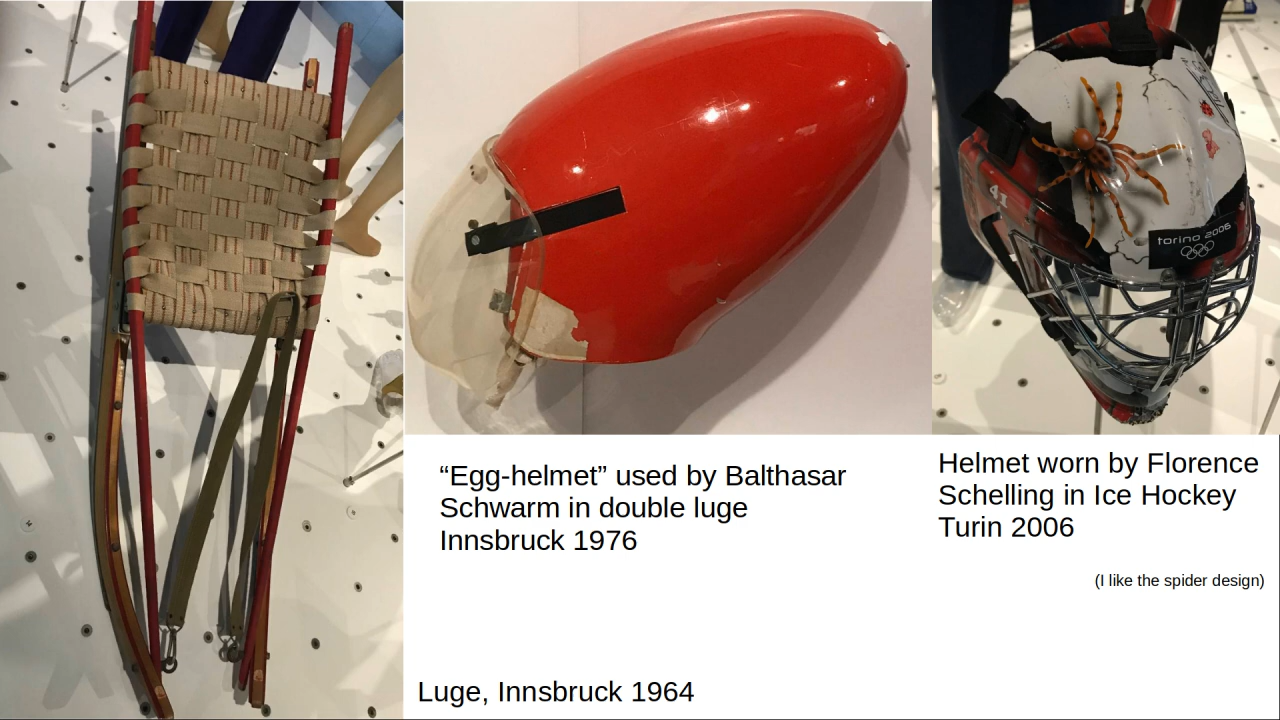 41
torino 2006
“Egg-helmet” used by Balthasar
Schwarm in double luge
Innsbruck 1976
Helmet worn by Florence
Schelling in Ice Hockey
Turin 2006
(I like the spider design)
Luge, Innsbruck 1964